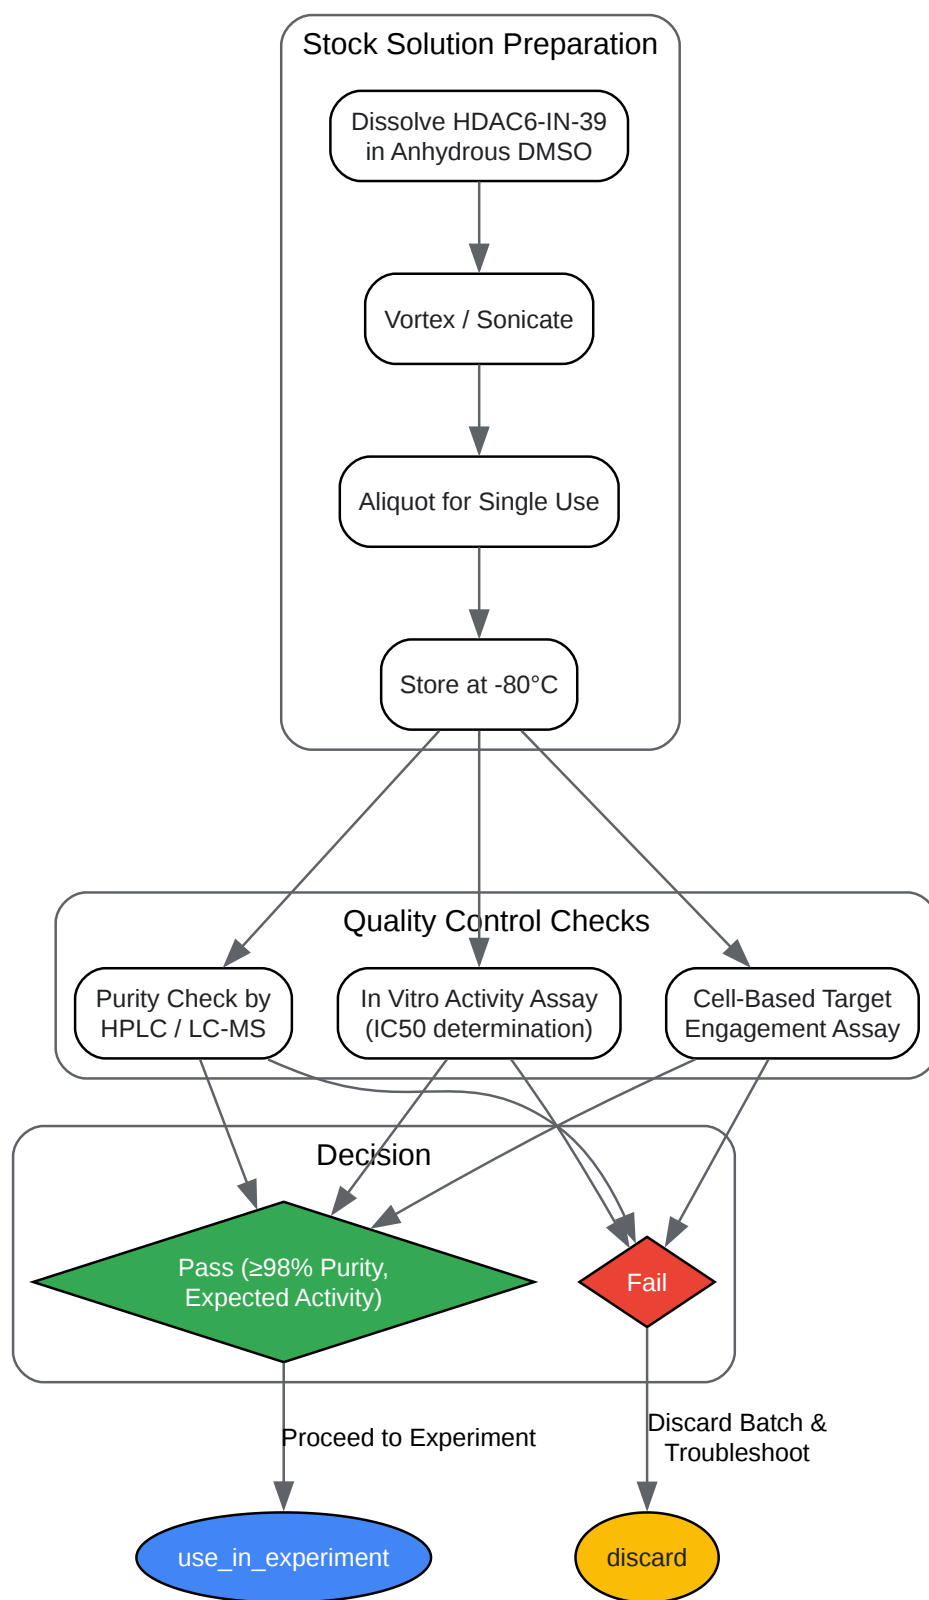 Stock Solution Preparation
Dissolve HDAC6-IN-39
in Anhydrous DMSO
Vortex / Sonicate
Aliquot for Single Use
Store at -80°C
Quality Control Checks
Purity Check by
HPLC / LC-MS
In Vitro Activity Assay
(IC50 determination)
Cell-Based Target
Engagement Assay
Decision
Pass (≥98% Purity,
Expected Activity)
Fail
Proceed to Experiment
Discard Batch &
Troubleshoot
use_in_experiment
discard